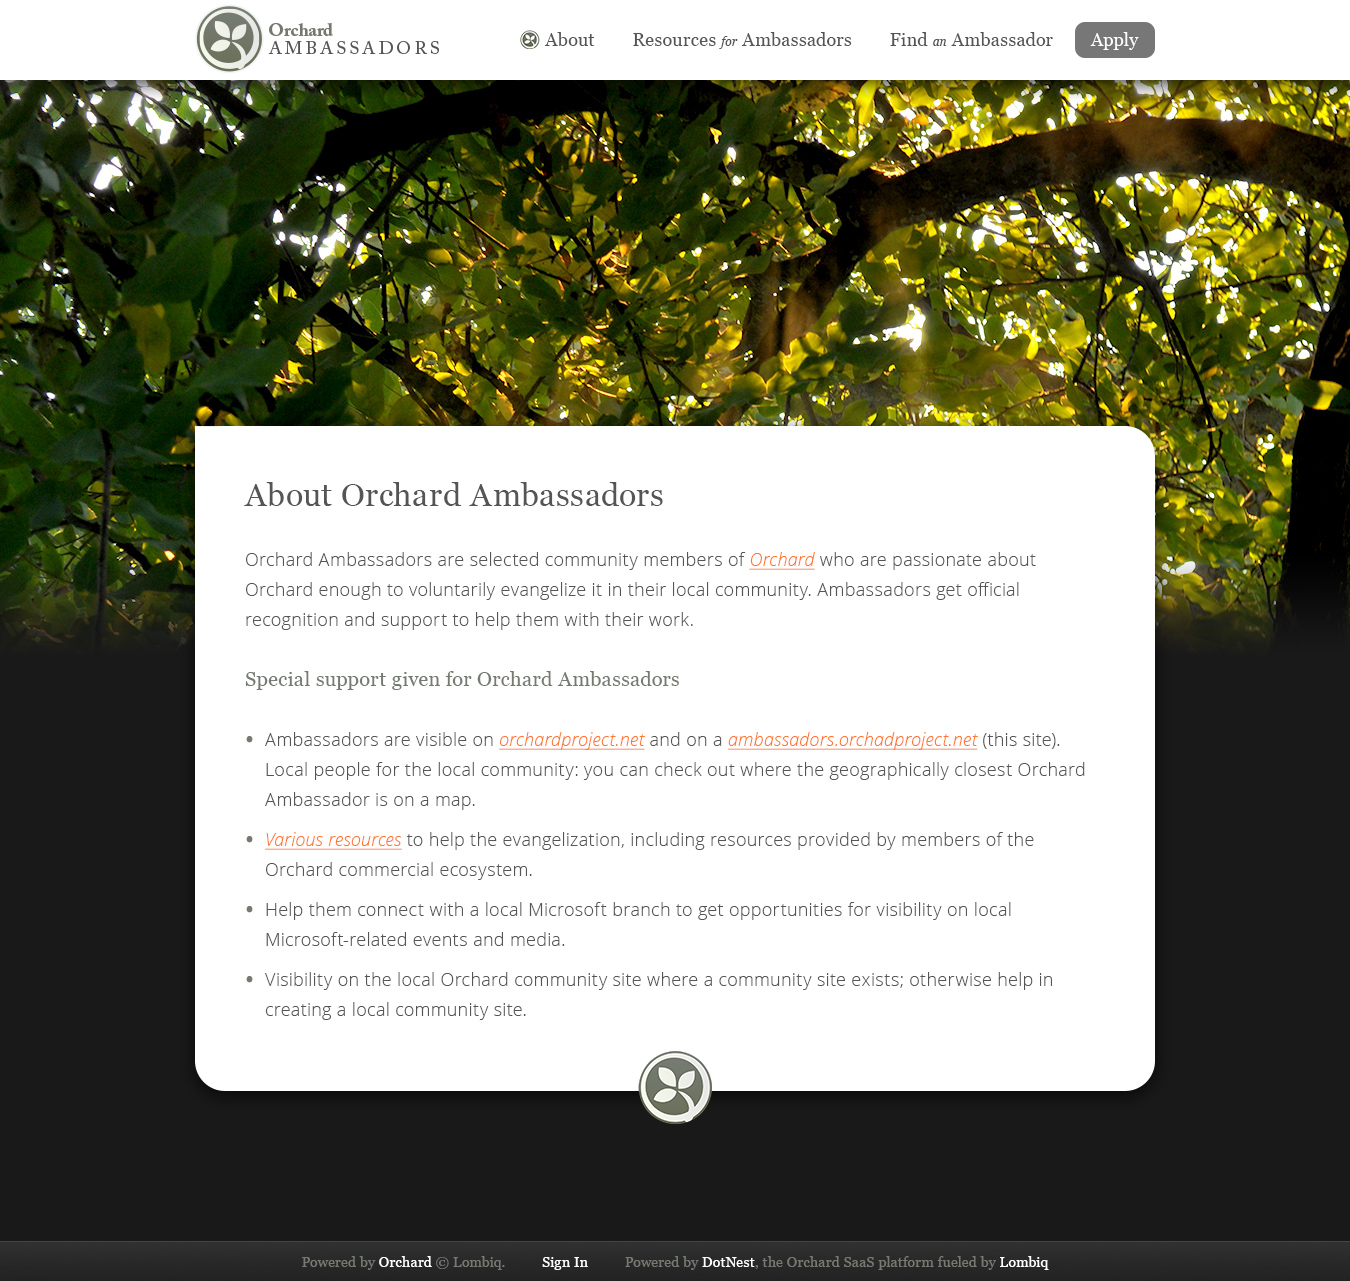 Orchard
AMBASSADORS
About
Resources for Ambassadors
Find an Ambassador
Apply
About Orchard Ambassadors
Orchard Ambassadors are selected community members of Orchard who are passionate about
Orchard enough to voluntarily evangelize it in their local community. Ambassadors get official
recognition and support to help them with their work.
Special support given for Orchard Ambassadors
• Ambassadors are visible on orchardproject.net and on a ambassadors.orchadproject.net (this site).
Local people for the local community: you can check out where the geographically closest Orchard
Ambassador is on a map.
• Various resources to help the evangelization, including resources provided by members of the
Orchard commercial ecosystem.
• Help them connect with a local Microsoft branch to get opportunities for visibility on local
Microsoft-related events and media.
• Visibility on the local Orchard community site where a community site exists; otherwise help in
creating a local community site.
Powered by Orchard © Lombiq.
Sign In
Powered by DotNest, the Orchard SaaS platform fueled by Lombiq